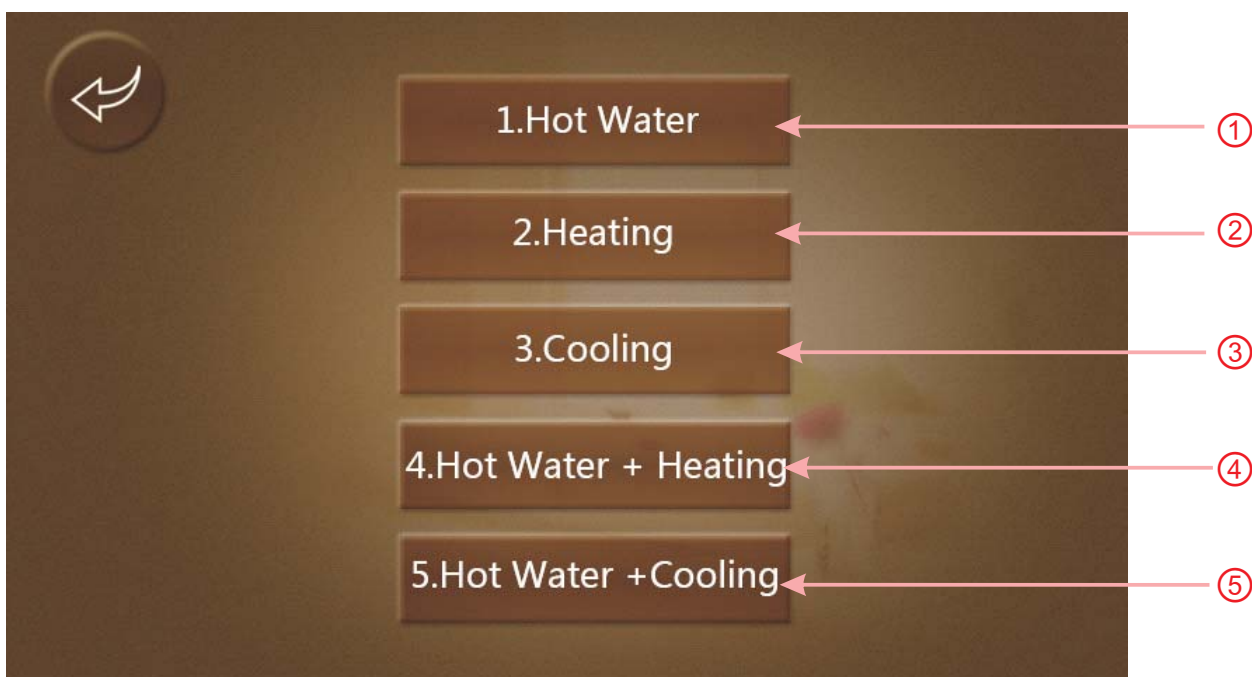 1.Hot Water
①
2.Heating
②
3.Cooling
③
4.Hot Water + Heating
④
5.Hot Water +Cooling
⑤